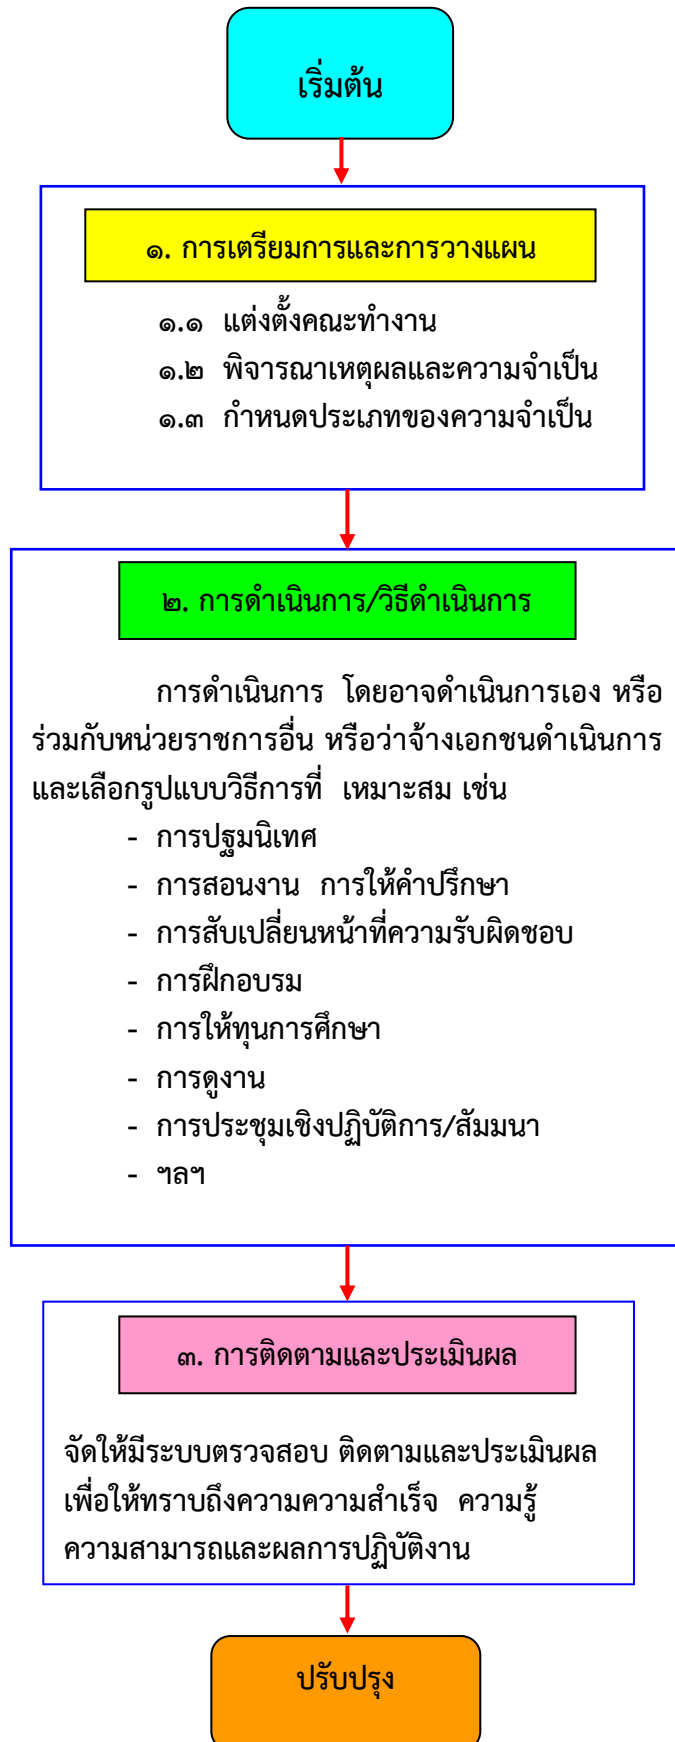 เริ่มต้น
๑. การเตรียมการและการวางแผน
๑.๑ แต่งตั้งคณะทำงาน
๑.๒ พิจารณาเหตุผลและความจำเป็น
๑.๓ กำหนดประเภทของความจำเป็น
๒. การดำเนินการ/วิธีดำเนินการ
การดำเนินการ โดยอาจดำเนินการเอง หรือ
ร่วมกับหน่วยราชการอื่น หรือว่าจ้างเอกชนดำเนินการ
และเลือกรูปแบบวิธีการที่ เหมาะสม เช่น
- การปฐมนิเทศ
- การสอนงาน การให้คำปรึกษา
- การสับเปลี่ยนหน้าที่ความรับผิดชอบ
- การฝึกอบรม
- การให้ทุนการศึกษา
- การดูงาน
- การประชุมเชิงปฏิบัติการ/สัมมนา
- ฯลฯ
๓. การติดตามและประเมินผล
จัดให้มีระบบตรวจสอบ ติดตามและประเมินผล
เพื่อให้ทราบถึงความความสำเร็จ ความรู้
ความสามารถและผลการปฏิบัติงาน
ปรับปรุง